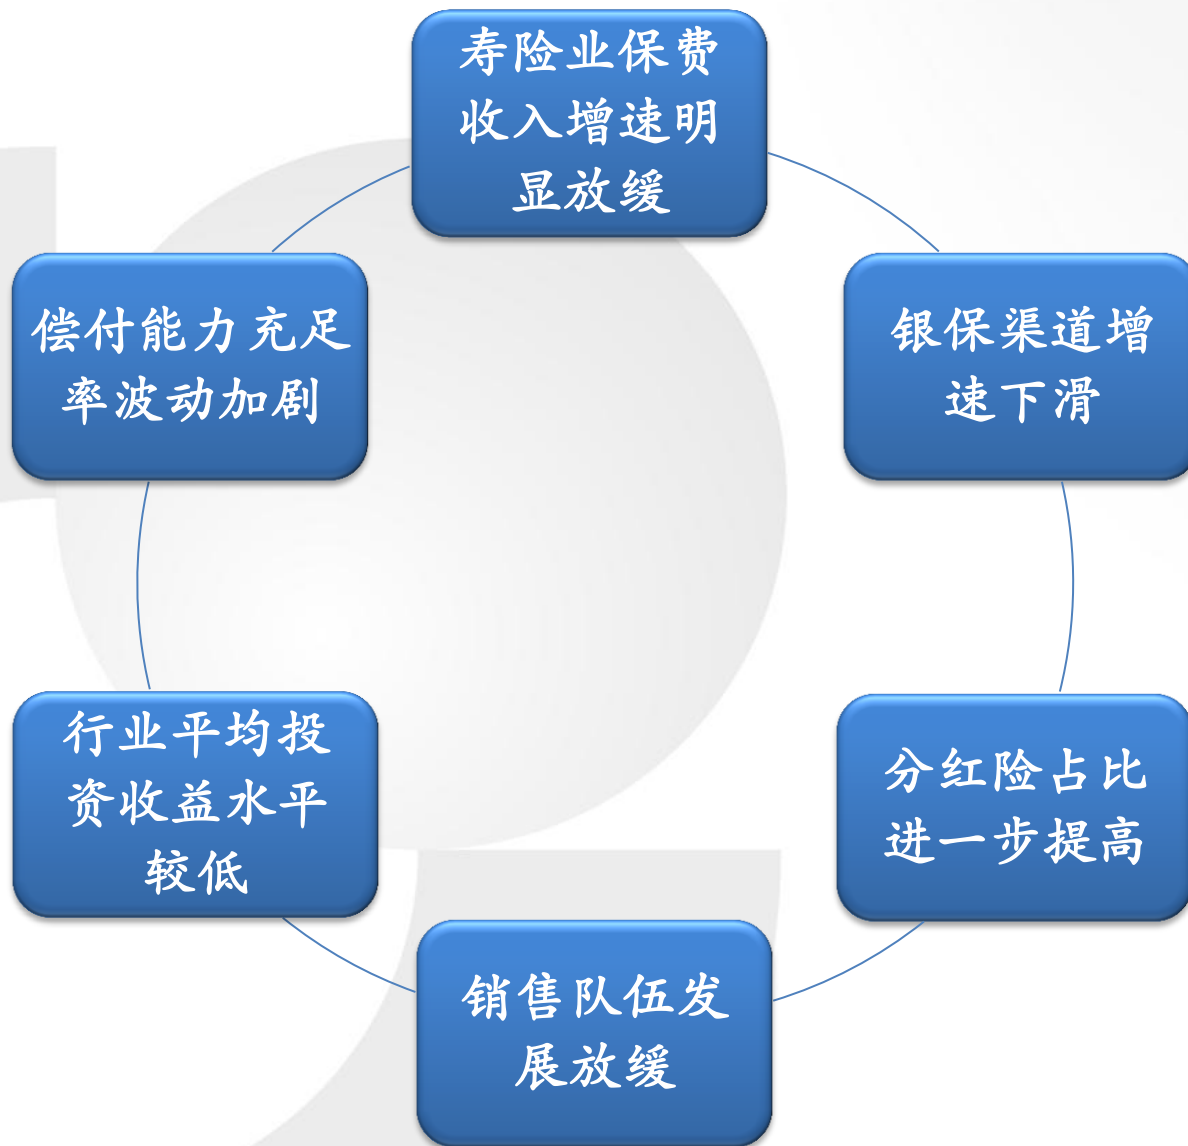 寿险业保费
收入增速明
显放缓
银保渠道增
速下滑
分红险占比
进一步提高
销售队伍发
展放缓
行业平均投
资收益水平
较低
偿付能力充足
率波动加剧